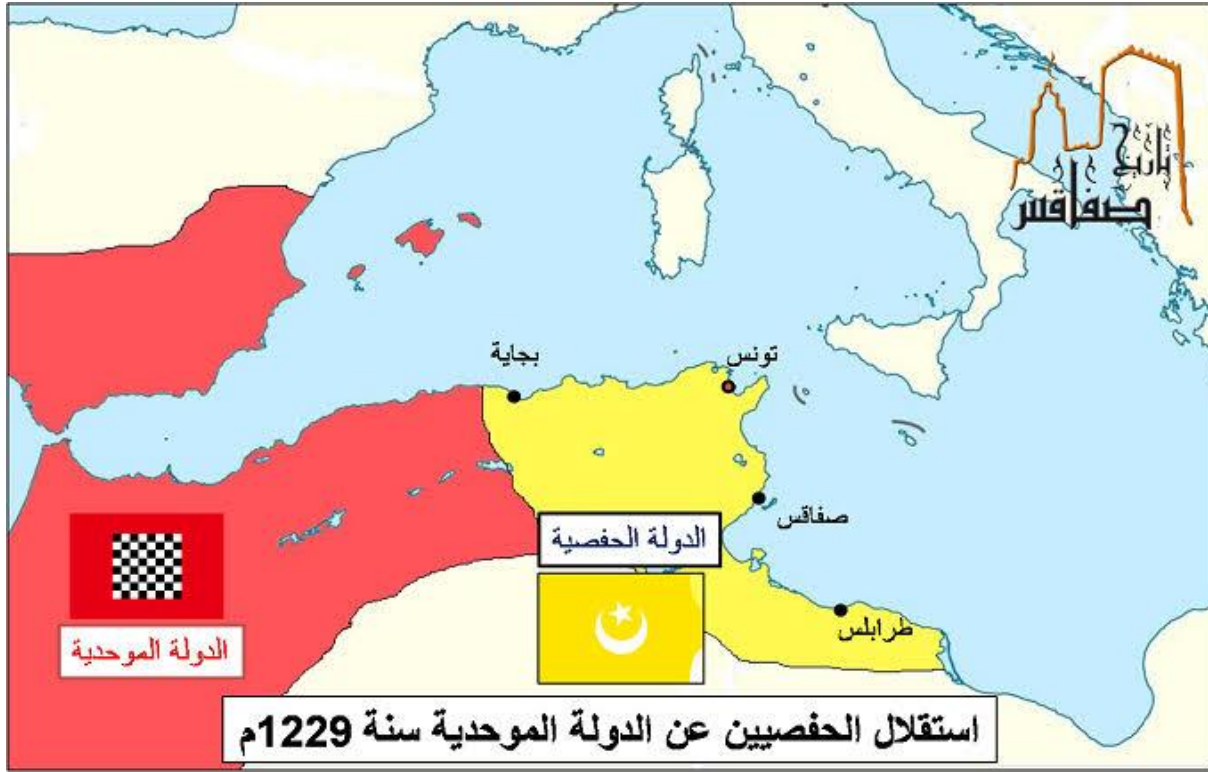 تاريخ
صفاقس
تونس
بجاية
صفاقس
الدولة الحفصية
طرابلس
الدولة الموحدية
استقلال الحفصيين عن الدولة الموحدية سنة 1229م